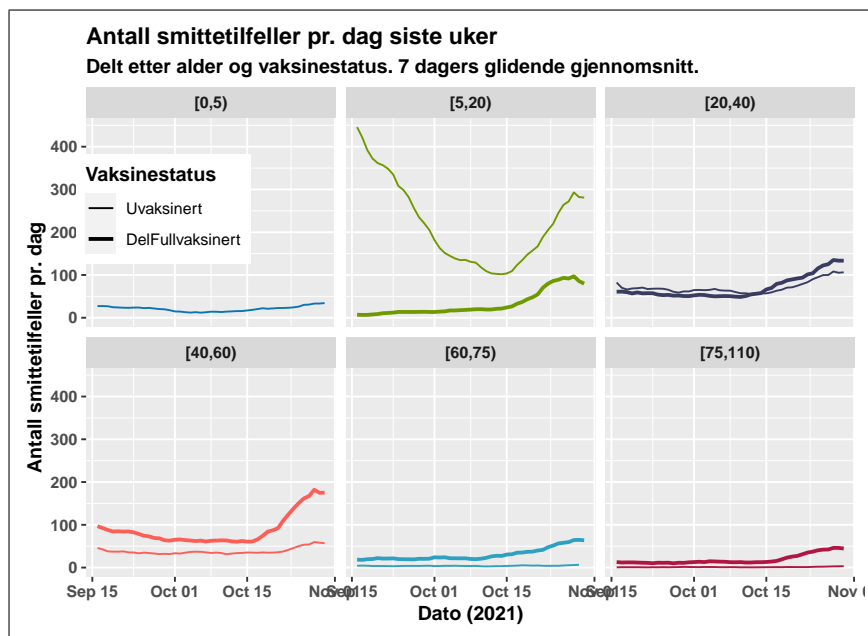 Antall smittetilfeller pr. dag siste uker
Delt etter alder og vaksinestatus. 7 dagers glidende gjennomsnitt.
[0,5)
[5,20)
[20,40)
400
300
200
100
0
Vaksinestatus
Uvaksinert
DelFullvaksinert
Antall smittetilfeller pr. dag
[40,60)
[60,75)
[75,110)
400
300
200
100
0
Sep 15
Oct 01
Oct 15
Oct 01
Oct 15
Oct 01
Oct 15
Dato (2021)